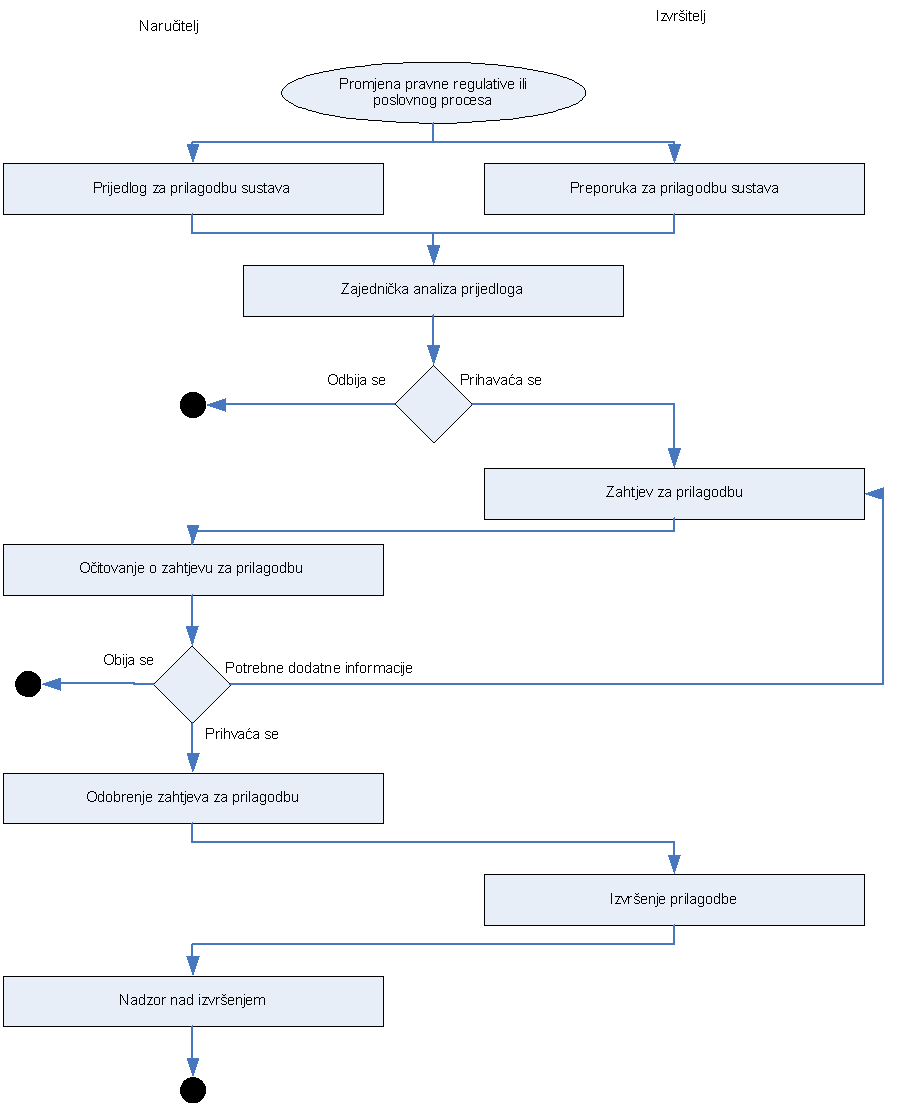 Naručitelj
Izvršitelj
Promjena pravne regulative ili
poslovnog procesa
Prijedlog za prilagodbu sustava
Preporuka za prilagodbu sustava
Zajednička analiza prijedloga
Odbija se
Prihavaća se
Zahtjev za prilagodbu
Očitovanje o zahtjevu za prilagodbu
Obija se
Potrebne dodatne informacije
Prihvaća se
Odobrenje zahtjeva za prilagodbu
Izvršenje prilagodbe
Nadzor nad izvršenjem